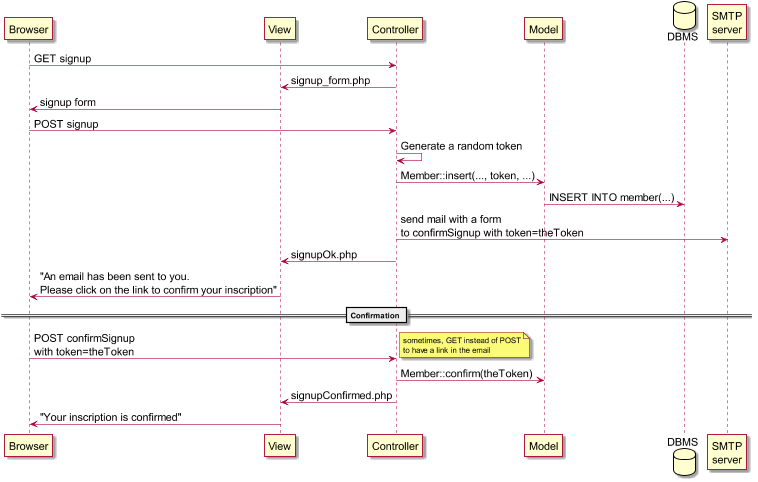 Browser
View
Controller
Model
DBMS
SMTP
server
GET signup
signup_form.php
signup form
POST signup
Generate a random token
Member::insert(..., token, ...)
INSERT INTO member(...)
send mail with a form
to confirmSignup with token=theToken
signupOk.php
"An email has been sent to you.
Please click on the link to confirm your inscription"
Confirmation
POST confirmSignup
with token=theToken
sometimes, GET instead of POST
to have a link in the email
Member::confirm(theToken)
signupConfirmed.php
"Your inscription is confirmed"
Browser
View
Controller
Model
DBMS
SMTP
server